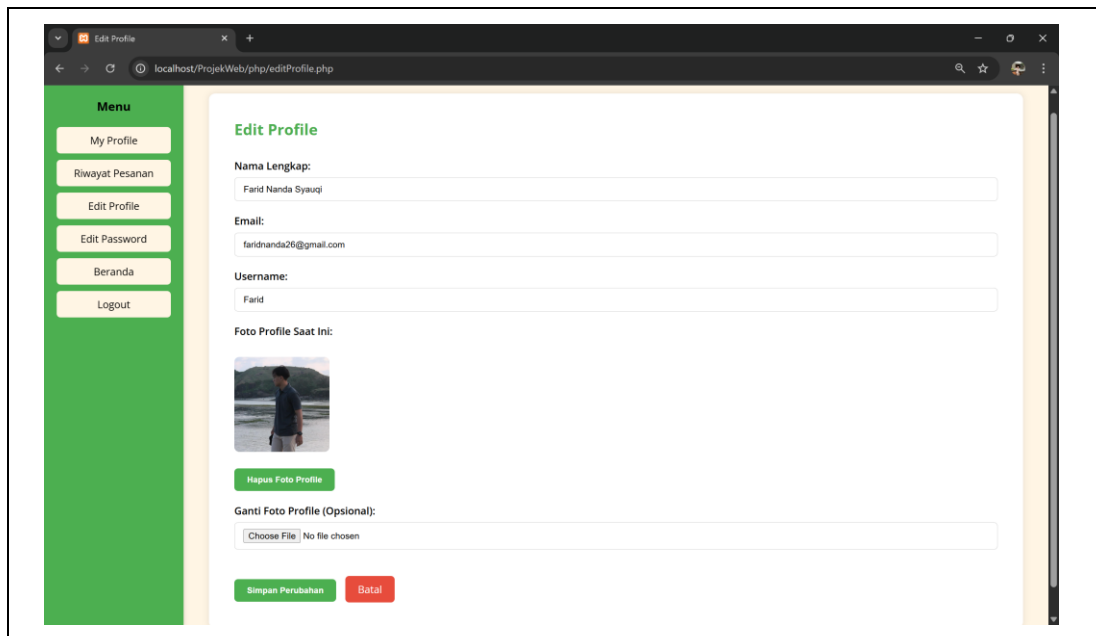 Edit Profile
localhost/ProjekWeb/php/editProfile.php
Menu
My Profile
Riwayat Pesanan
Edit Profile
Edit Password
Beranda
Logout
Edit Profile
Nama Lengkap:
Farid Nanda Syauqi
Email:
faridnanda26@gmail.com
Username:
Farid
Foto Profile Saat Ini:
Hapus Foto Profile
Ganti Foto Profile (Opsional):
Choose File No file chosen
Simpan Perubahan Batal